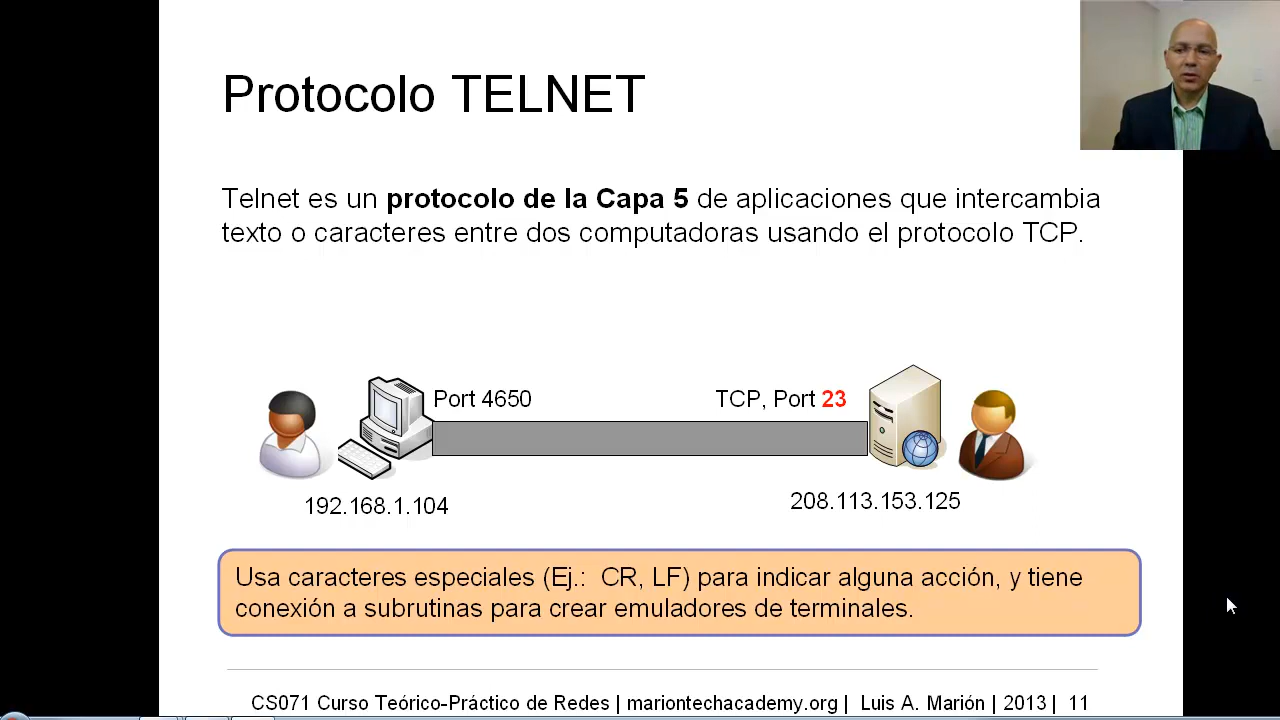 Protocolo TELNET
Telnet es un protocolo de la Capa 5 de aplicaciones que intercambia
texto o caracteres entre dos computadoras usando el protocolo TCP.
Port 4650
TCP, Port 23
192.168.1.104
208.113.153.125
Usa caracteres especiales (Ej.:  CR, LF) para indicar alguna acción, y tiene
conexión a subrutinas para crear emuladores de terminales.
CS071 Curso Teórico-Práctico de Redes | mariontechacademy.org |  Luis A. Marión | 2013 |  11